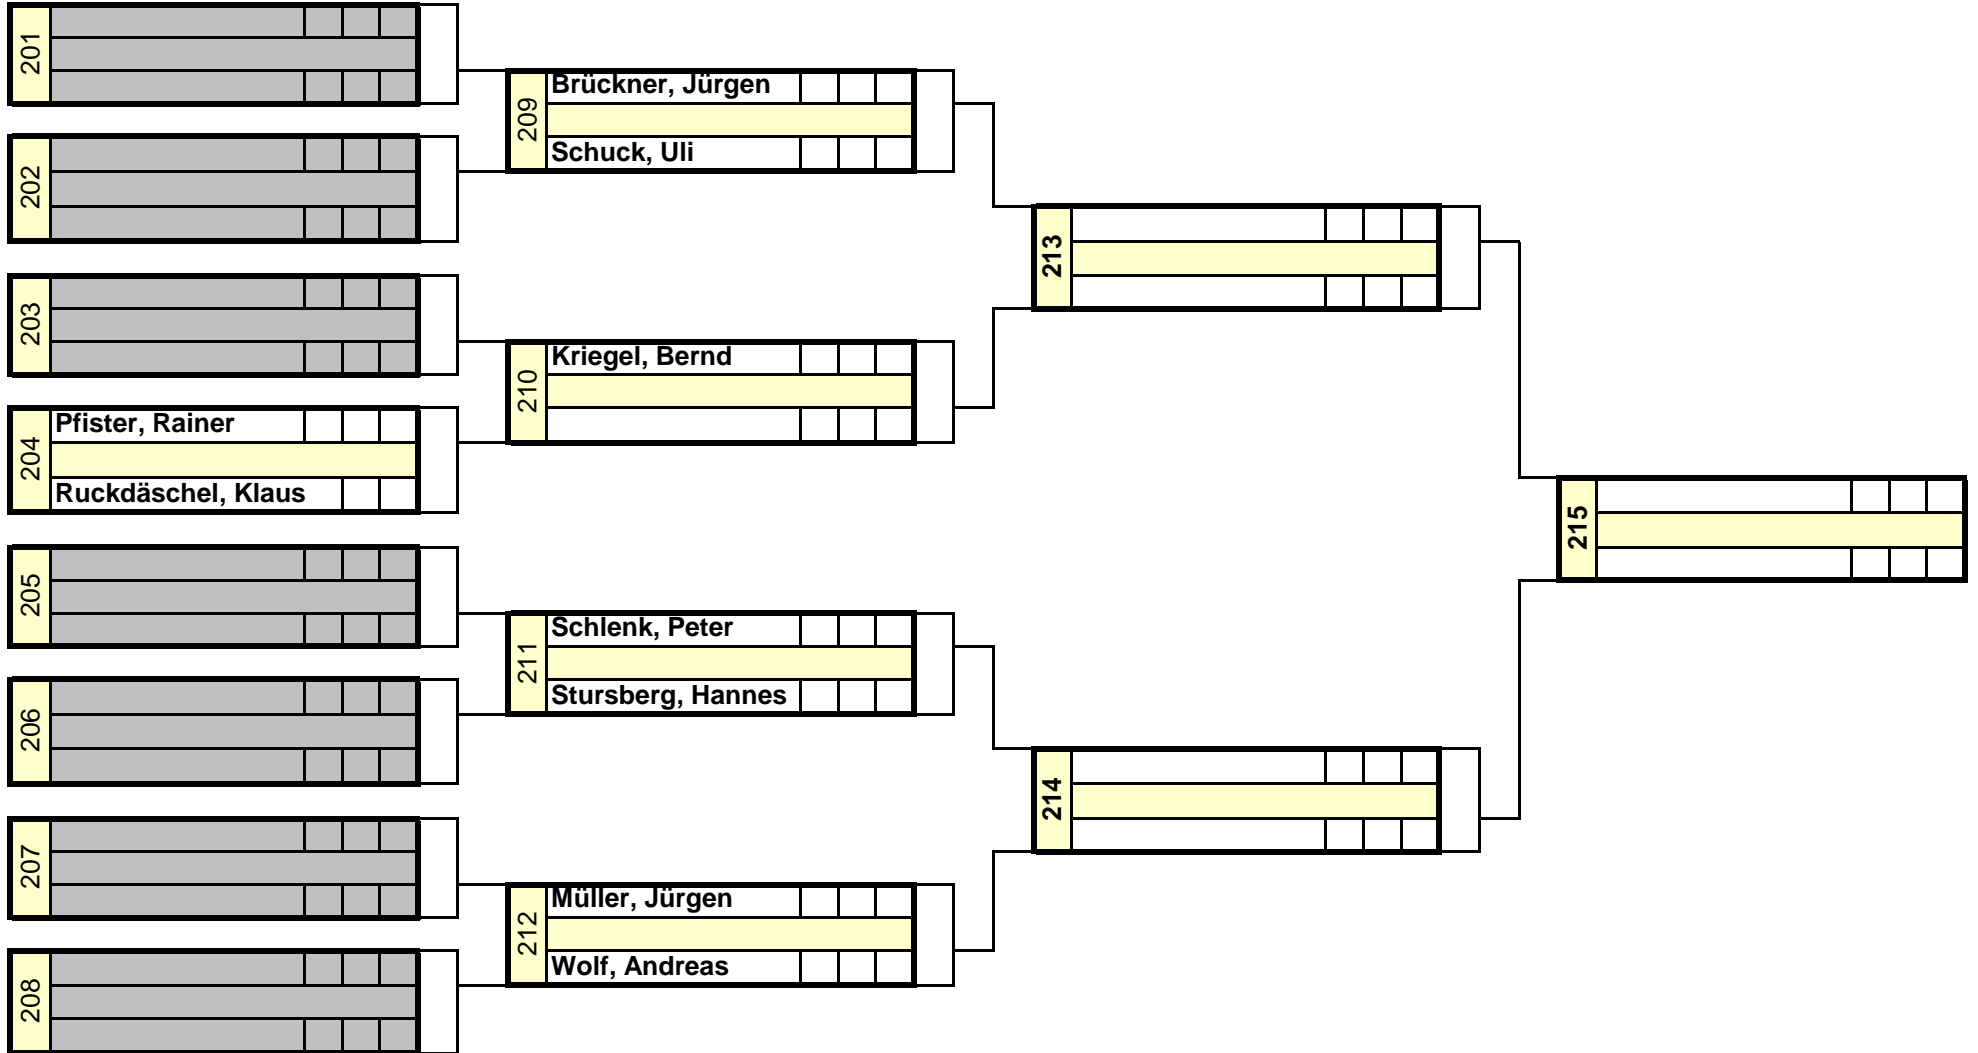 201
202
203
204
Pfister, Rainer
Ruckdäschel, Klaus
205
206
207
208
209
Brückner, Jürgen
Schuck, Uli
210
Kriegel, Bernd
211
Schlenk, Peter
Stursberg, Hannes
212
Müller, Jürgen
Wolf, Andreas
213
214
215